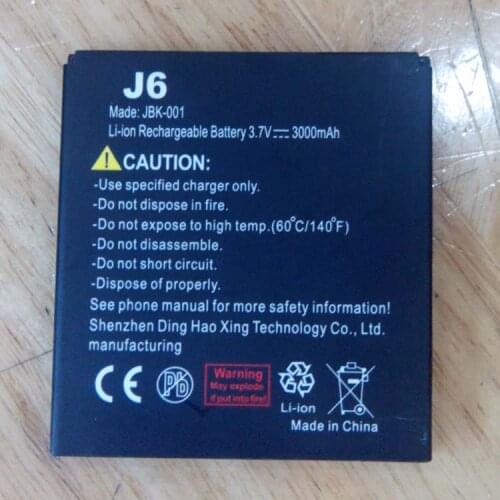 J6
Made: JBK-001
Li-ion Rechargeable Battery 3.7V 3000mAh
CAUTION:
-Use specified charger only.
-Do not dispose in fire.
-Do not expose to high temp.(60°C/140°F)
-Do not disassemble.
-Do not short circuit.
-Dispose of properly.
See phone manual for more safety information!
Shenzhen Ding Hao Xing Technology Co., Ltd.
manufacturing
CE
Pb
Warning
May explode
if put into fire!
Li-ion
Made in China